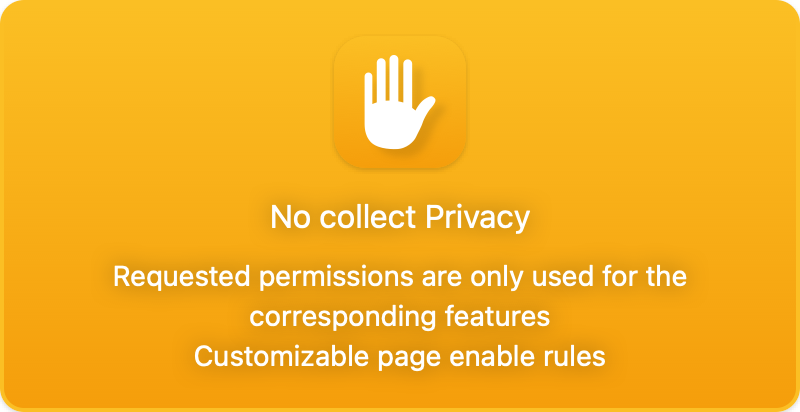 No collect Privacy
Requested permissions are only used for the
corresponding features
Customizable page enable rules